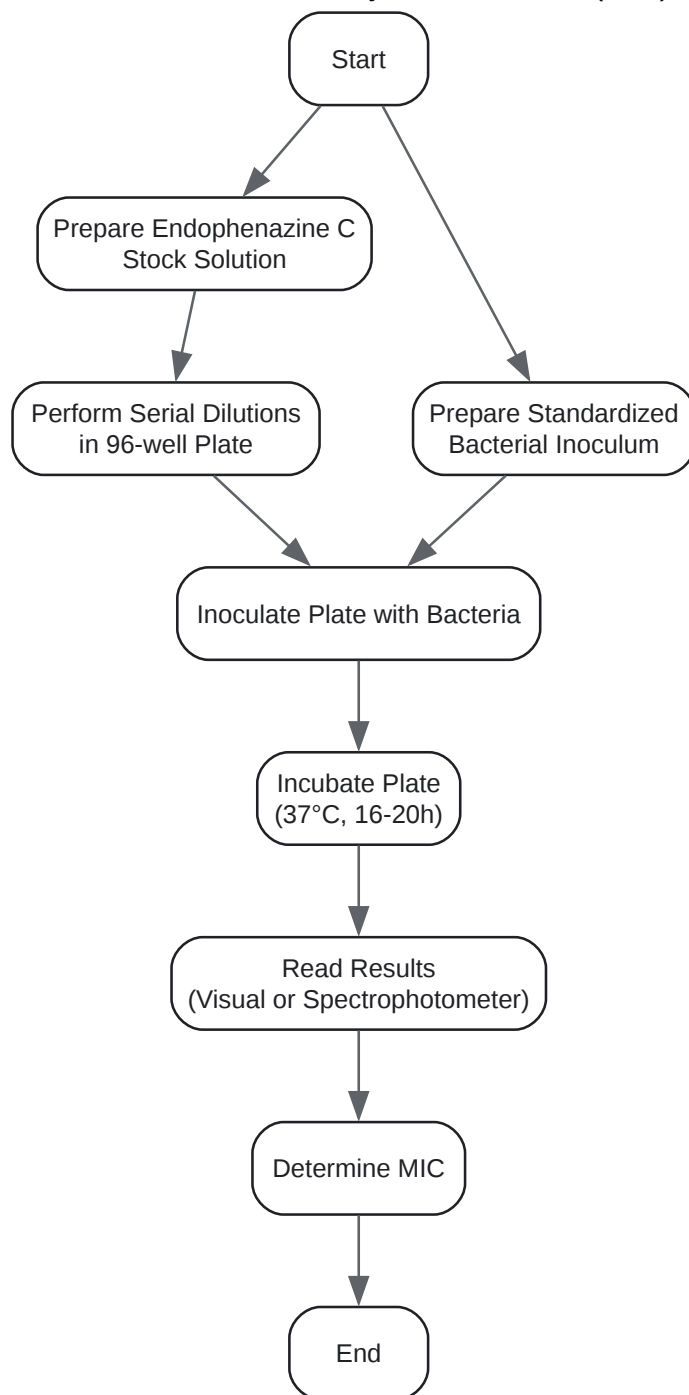 Start
Prepare Endophenazine C
Stock Solution
Perform Serial Dilutions
in 96-well Plate
Prepare Standardized
Bacterial Inoculum
Inoculate Plate with Bacteria
Incubate Plate
(37°C, 16-20h)
Read Results
(Visual or Spectrophotometer)
Determine MIC
End